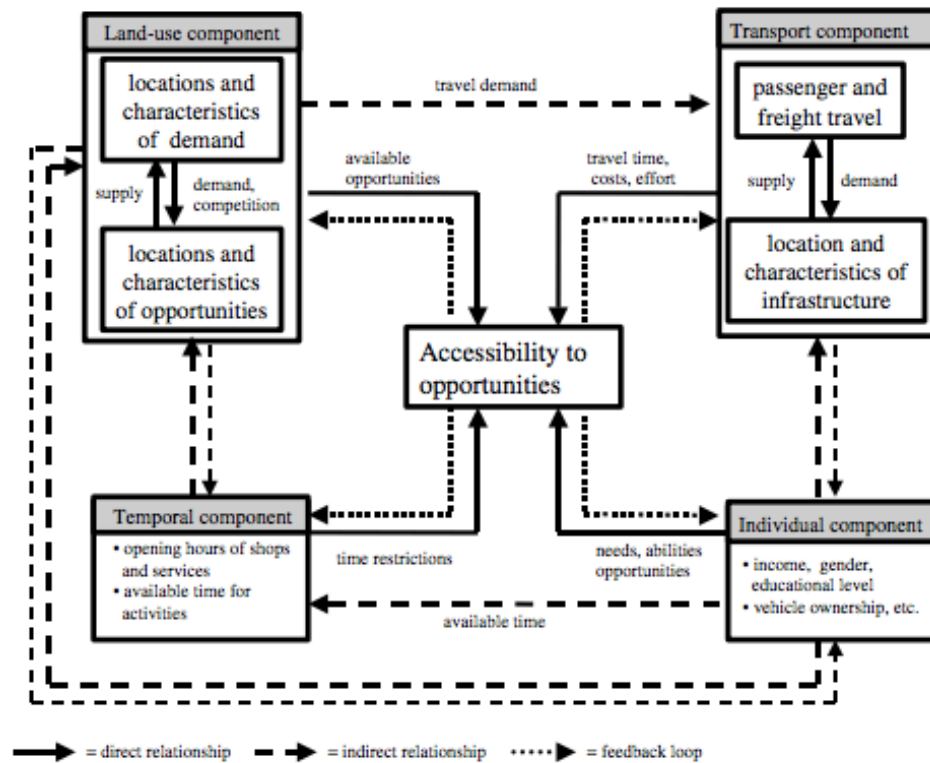 Land-use component
locations and
characteristics
of demand
supply
demand,
competition
locations and
characteristics
of opportunities
travel demand
available
opportunities
travel time,
costs, effort
Transport component
passenger and
freight travel
supply
demand
location and
characteristics of
infrastructure
Accessibility to
opportunities
Temporal component
• opening hours of shops
and services
• available time for
activities
time restrictions
needs, abilities
opportunities
available time
Individual component
• income, gender,
educational level
• vehicle ownership, etc.
= direct relationship
= indirect relationship
= feedback loop